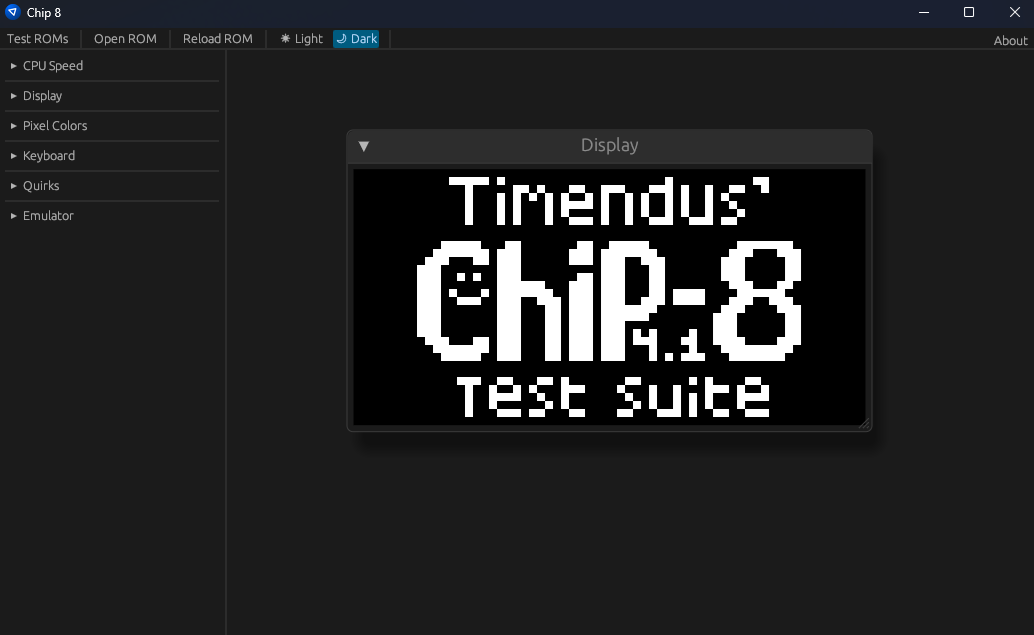 Chip 8
Test ROMs Open ROM Reload ROM Light Dark About
CPU Speed
Display
Pixel Colors
Keyboard
Quirks
Emulator
Display
Timendus'
Chip-8
4.1
Test suite